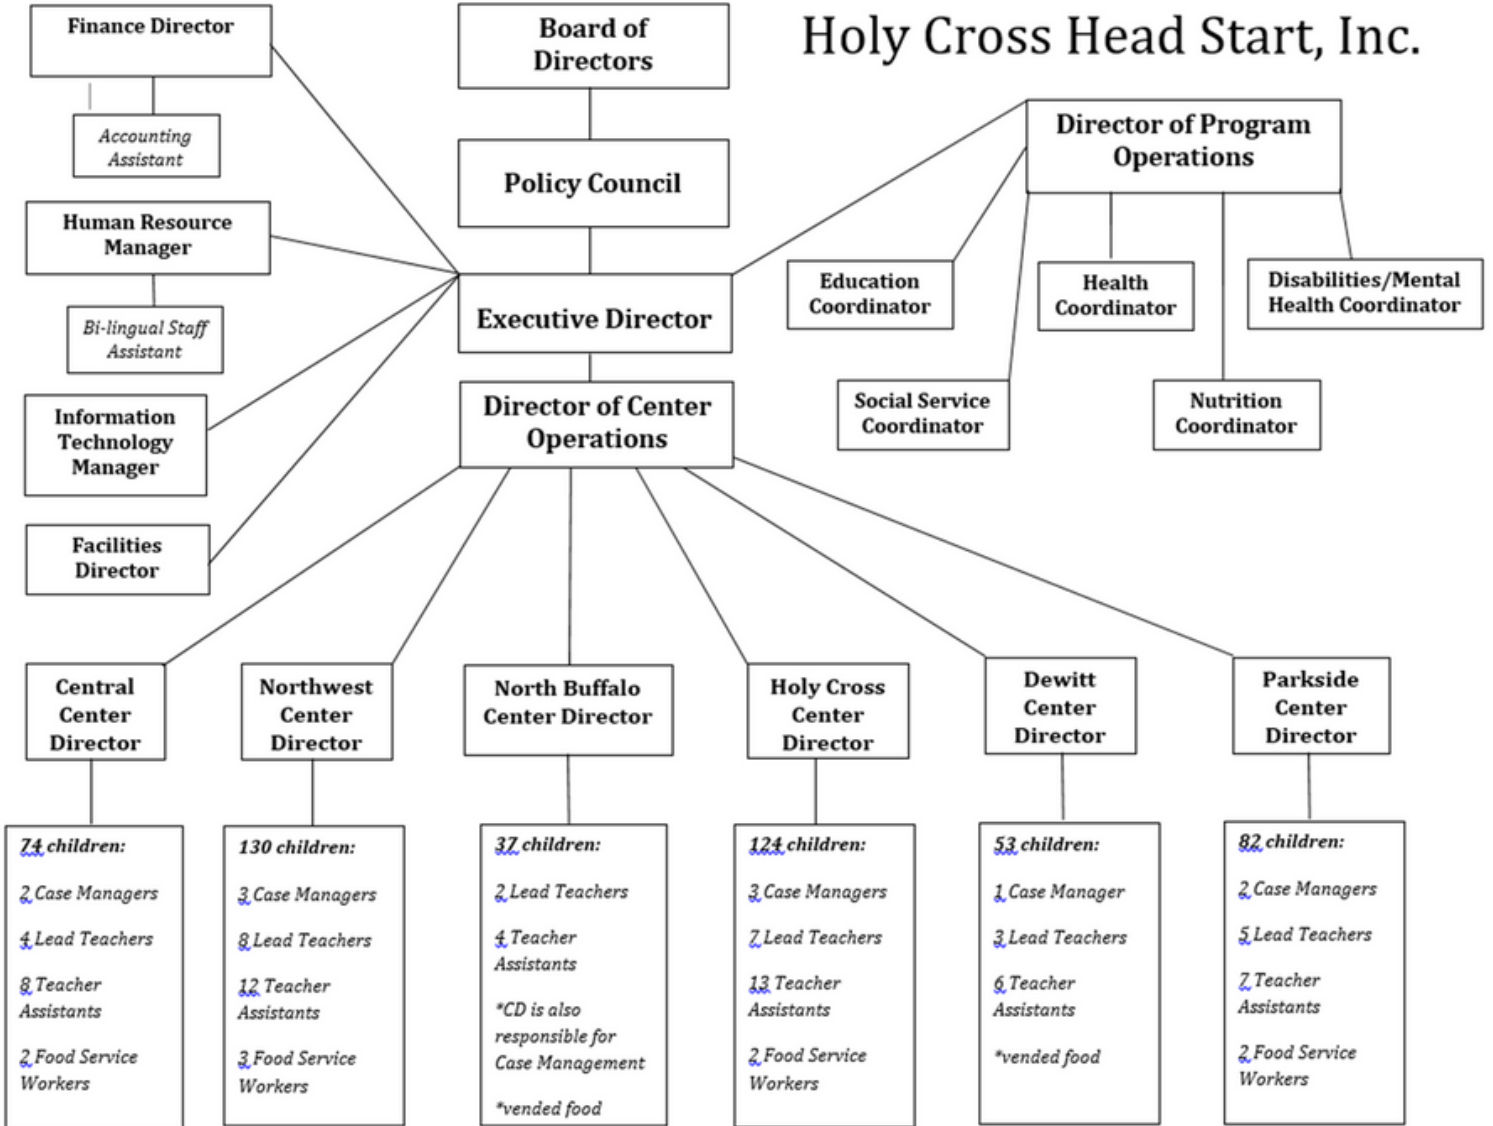 Holy Cross Head Start, Inc.
Board of
Directors
Policy Council
Executive Director
Finance Director
Accounting
Assistant
Human Resource
Manager
Bi-lingual Staff
Assistant
Information
Technology
Manager
Facilities
Director
Director of Program
Operations
Education
Coordinator
Health
Coordinator
Disabilities/Mental
Health Coordinator
Social Service
Coordinator
Nutrition
Coordinator
Director of Center
Operations
Central
Center
Director
74 children:
2 Case Managers
4 Lead Teachers
8 Teacher
Assistants
2 Food Service
Workers
Northwest
Center
Director
130 children:
3 Case Managers
8 Lead Teachers
12 Teacher
Assistants
3 Food Service
Workers
North Buffalo
Center Director
37 children:
2 Lead Teachers
4 Teacher
Assistants
*CD is also
responsible for
Case Management
*vended food
Holy Cross
Center
Director
124 children:
3 Case Managers
7 Lead Teachers
13 Teacher
Assistants
2 Food Service
Workers
Dewitt
Center
Director
53 children:
1 Case Manager
3 Lead Teachers
6 Teacher
Assistants
*vended food
Parkside
Center
Director
82 children:
2 Case Managers
5 Lead Teachers
7 Teacher
Assistants
2 Food Service
Workers